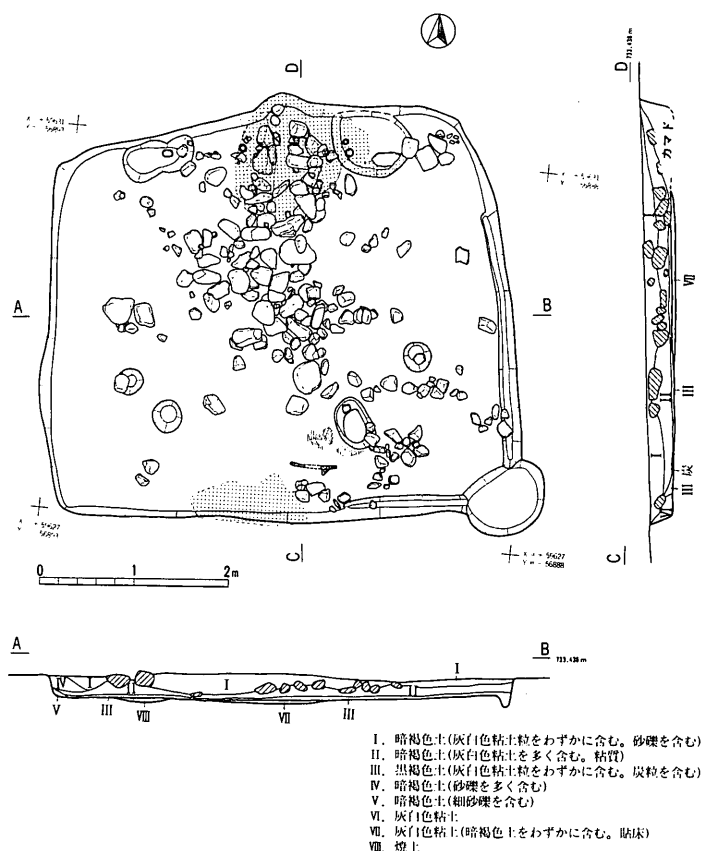 D
733.438 m
D
カマド
A
B
VII
III
II
I
炭
III
C
C
0 1 2m
A
B
733.438 m
IV
I
II
I
II
I
V
III
VIII
VII
III
I. 暗褐色土(灰白色粘土粒をわずかに含む。砂礫を含む)
II. 暗褐色土(灰白色粘土を多く含む。粘質)
III. 黒褐色土(灰白色粘土粒をわずかに含む。炭粒を含む)
IV. 暗褐色土(砂礫を多く含む)
V. 暗褐色土(細砂礫を含む)
VI. 灰白色粘土
VII. 灰白色粘土(暗褐色土をわずかに含む。貼床)
VIII. 焼土